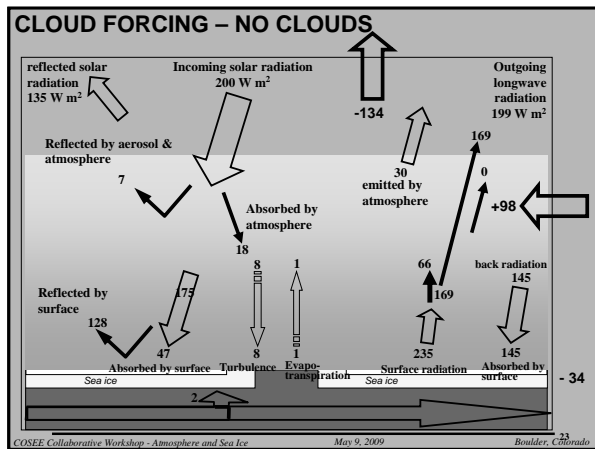 CLOUD FORCING – NO CLOUDS
reflected solar
radiation
135 W m²
Incoming solar radiation
200 W m²
-134
Outgoing
longwave
radiation
199 W m²
Reflected by aerosol &
atmosphere
7
30
emitted by
atmosphere
169
0
+98
Absorbed by
atmosphere
18
8
1
66
169
back radiation
145
Reflected by
surface
128
175
47
Absorbed by surface
8
Turbulence
1
Evapo-
transpiration
235
Surface radiation
145
Absorbed by
surface
- 34
Sea ice
Sea ice
2
23
COSEE Collaborative Workshop - Atmosphere and Sea Ice
May 9, 2009
Boulder, Colorado